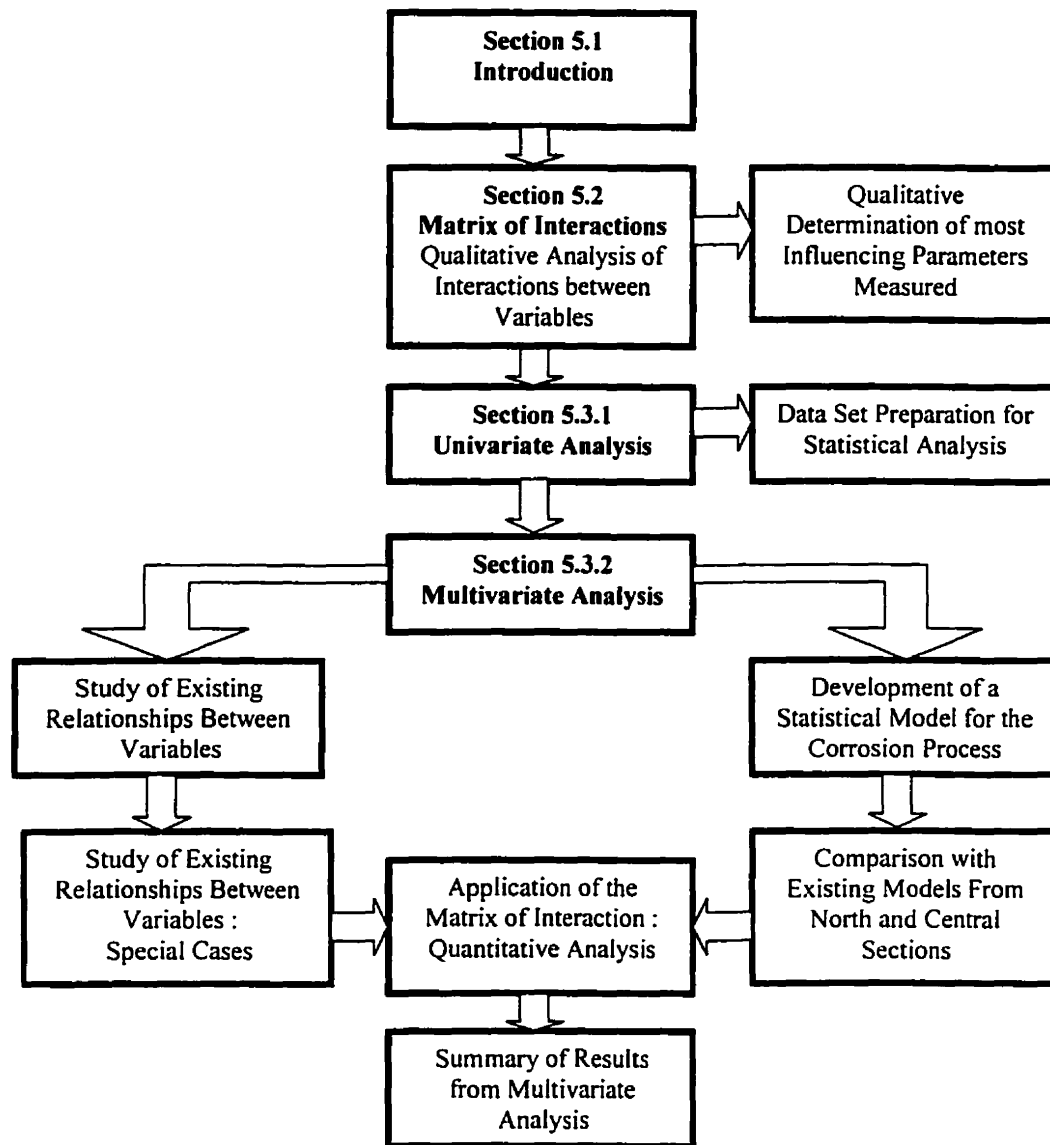 Section 5.1
Introduction
Section 5.2
Matrix of Interactions
Qualitative Analysis of
Interactions between
Variables
Qualitative
Determination of most
Influencing Parameters
Measured
Section 5.3.1
Univariate Analysis
Data Set Preparation for
Statistical Analysis
Section 5.3.2
Multivariate Analysis
Study of Existing
Relationships Between
Variables
Development of a
Statistical Model for the
Corrosion Process
Study of Existing
Relationships Between
Variables :
Special Cases
Application of the
Matrix of Interaction :
Quantitative Analysis
Comparison with
Existing Models From
North and Central
Sections
Summary of Results
from Multivariate
Analysis